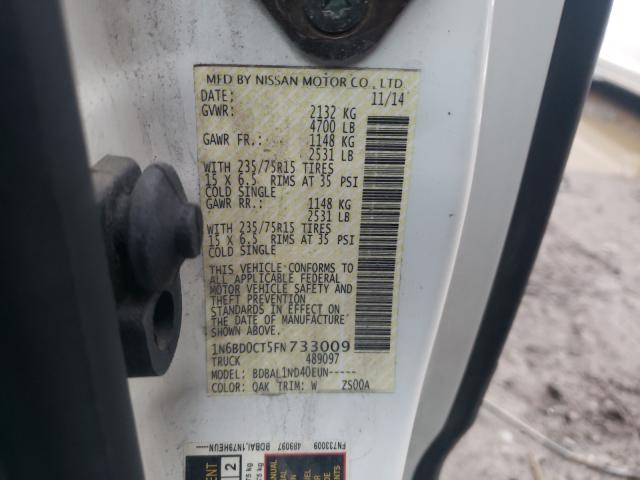 MFD BY NISSAN MOTOR CO., LTD.
DATE: 11/14
GVWR: 2132 KG
4700 LB
GAWR FR.: 1148 KG
2531 LB
WITH 235/75R15 TIRES
15 X 6.5 RIMS AT 35 PSI
COLD SINGLE
GAWR RR.: 1148 KG
2531 LB
WITH 235/75R15 TIRES
15 X 6.5 RIMS AT 35 PSI
COLD SINGLE
THIS VEHICLE CONFORMS TO
ALL APPLICABLE FEDERAL
MOTOR VEHICLE SAFETY AND
THEFT PREVENTION
STANDARDS IN EFFECT ON
THE DATE OF MANUFACTURE
SHOWN ABOVE.
1N6BD0CT5FN733009
TRUCK 489097
MODEL: BDBAL1ND40EUN-----
COLOR: QAK TRIM: W ZS00A
FN733009
489097
2